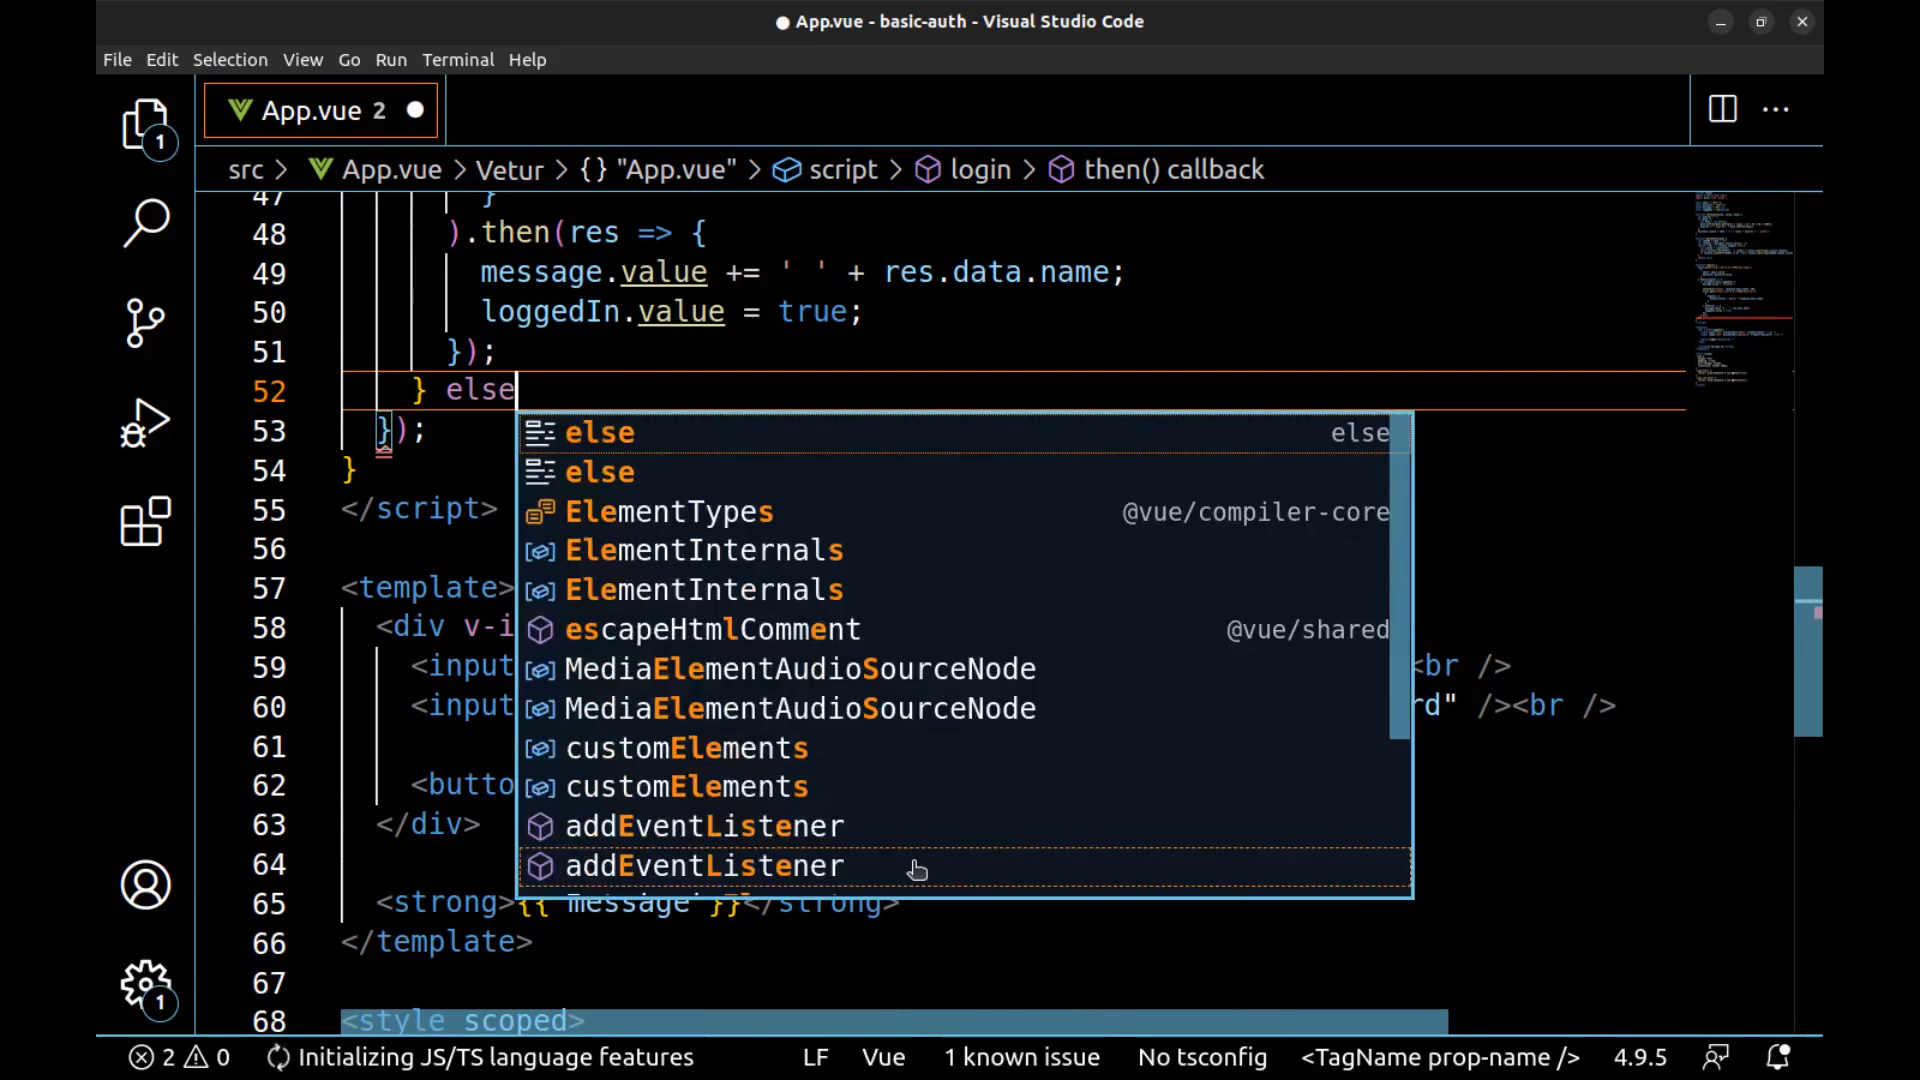 App.vue - basic-auth - Visual Studio Code
File Edit Selection View Go Run Terminal Help
1
App.vue 2
src > App.vue > Vetur > {} "App.vue" > script > login > then() callback
47 }
48 ).then(res => {
49 message.value += ' ' + res.data.name;
50 loggedIn.value = true;
51 });
52 } else
53 });
54 }
55 </script>
56
57 <template>
58 <div v-i
59 <input <br />
60 <input rd" /><br />
61
62 <butto
63 </div>
64
65 <strong>{{ message }}</strong>
66 </template>
67
68 <style scoped>
else else
else
ElementTypes @vue/compiler-core
ElementInternals
ElementInternals
escapeHtmlComment @vue/shared
MediaElementAudioSourceNode
MediaElementAudioSourceNode
customElements
customElements
addEventListener
addEventListener
1
2 0 Initializing JS/TS language features LF Vue 1 known issue No tsconfig <TagName prop-name /> 4.9.5